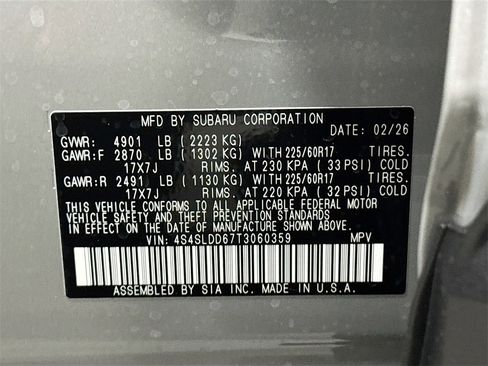 MFD BY SUBARU CORPORATION
DATE: 02/26
GVWR: 4901 LB ( 2223 KG)
GAWR:F 2870 LB ( 1302 KG) WITH 225/60R17 TIRES.
17X7J RIMS. AT 230 KPA ( 33 PSI) COLD.
GAWR:R 2491 LB ( 1130 KG) WITH 225/60R17 TIRES.
17X7J RIMS. AT 220 KPA ( 32 PSI) COLD.
THIS VEHICLE CONFORMS TO ALL APPLICABLE FEDERAL MOTOR
VEHICLE SAFETY AND THEFT PREVENTION STANDARDS
IN EFFECT ON THE DATE OF MANUFACTURE SHOWN ABOVE.
VIN: 4S4SLDD67T3060359 MPV
ASSEMBLED BY SIA INC. MADE IN U.S.A.